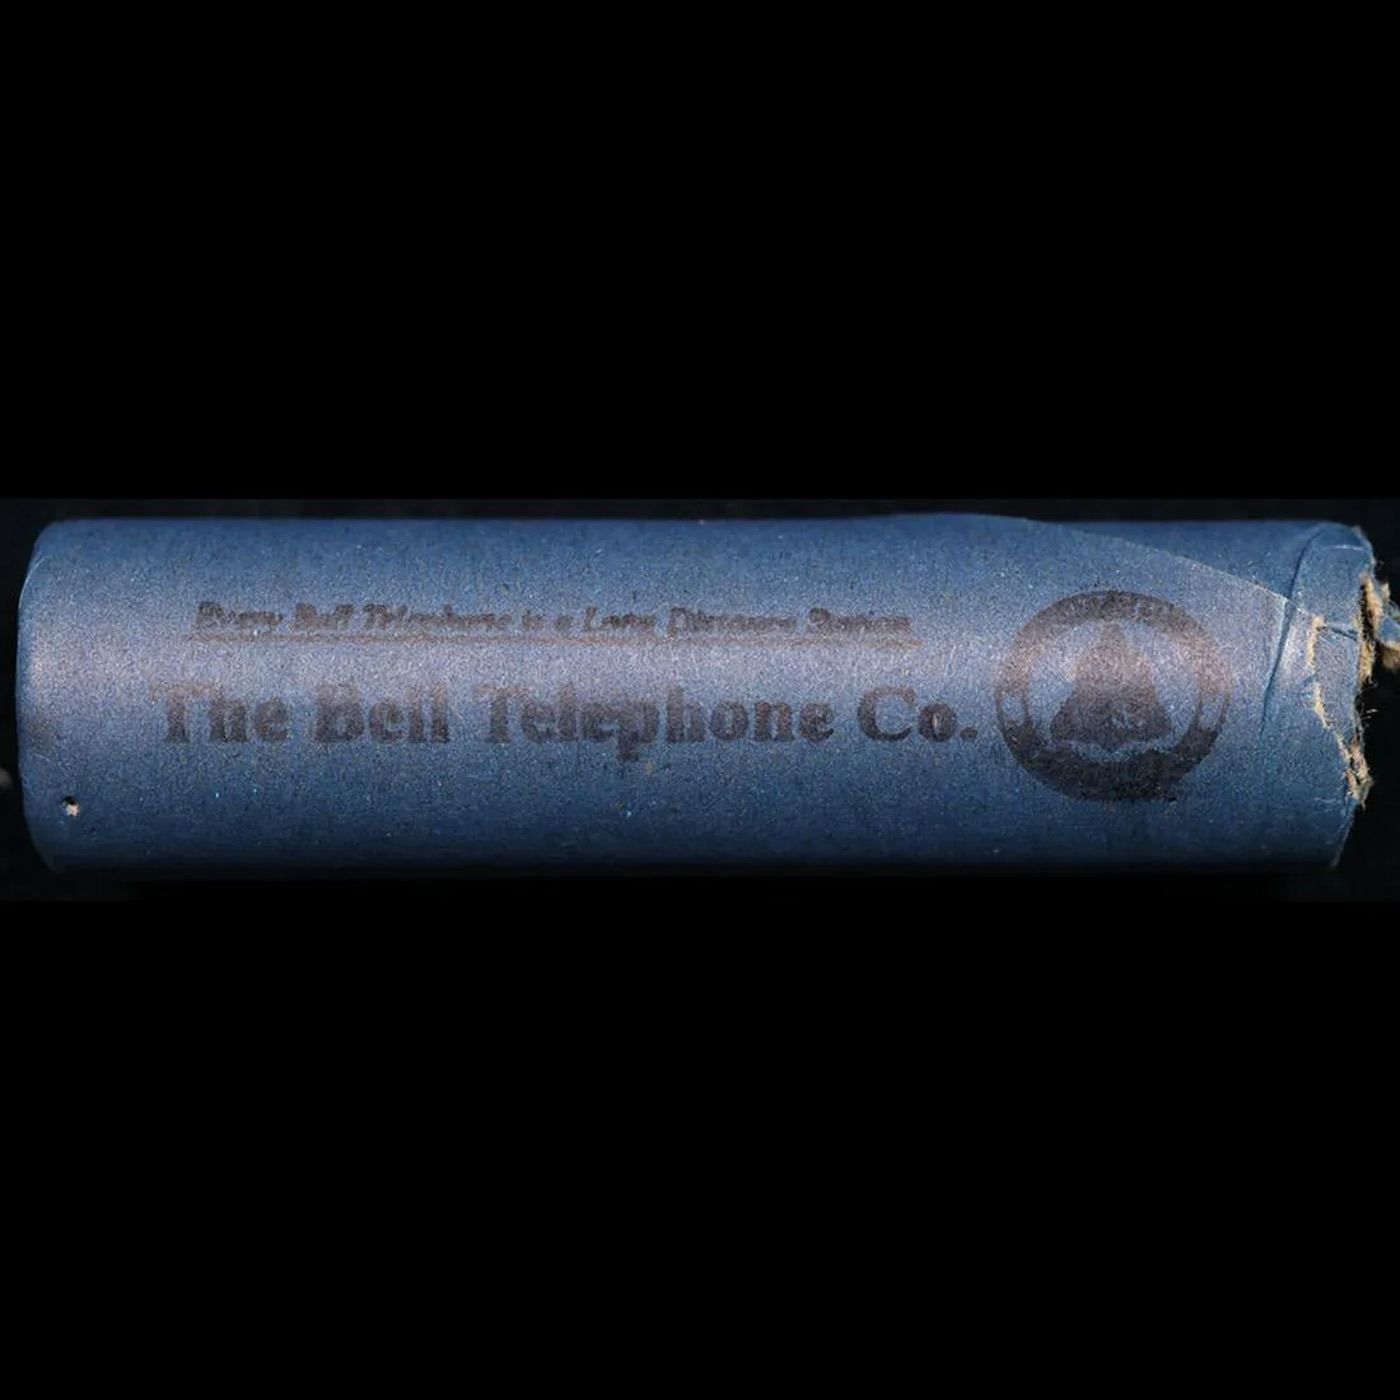 Every Bell Telephone is a Long Distance Station
The Bell Telephone Co.